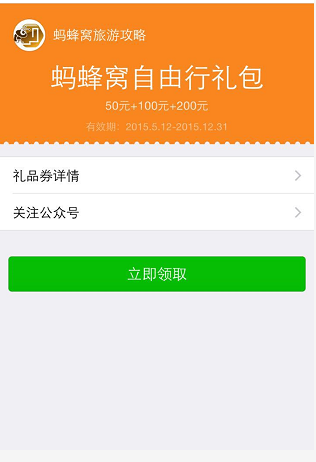 蚂蜂窝旅游攻略
蚂蜂窝自由行礼包
50元+100元+200元
有效期：2015.5.12-2015.12.31
礼品券详情
关注公众号
立即领取